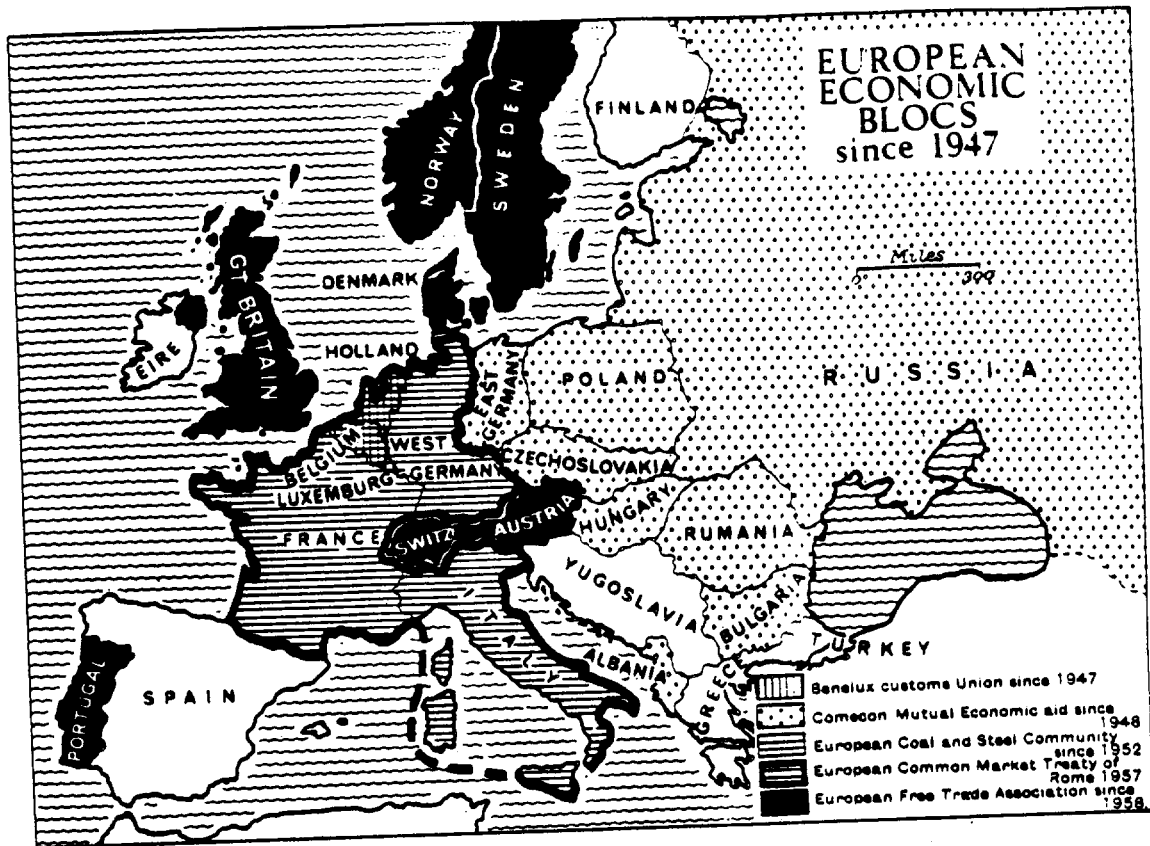 EUROPEAN
ECONOMIC
BLOCS
since 1947
FINLAND
NORWAY
SWEDEN
Miles
0 300
GT BRITAIN
DENMARK
EIRE
HOLLAND
EAST
GERMANY
POLAND
RUSSIA
BELGIUM
WEST
GERMANY
LUXEMBURG
CZECHOSLOVAKIA
FRANCE
SWITZ
AUSTRIA
HUNGARY
RUMANIA
YUGOSLAVIA
ITALY
BULGARIA
PORTUGAL
SPAIN
ALBANIA
GREECE
TURKEY
Benelux customs Union since 1947
Comecon Mutual Economic aid since
1948
European Coal and Steel Community
since 1952
European Common Market Treaty of
Rome 1957
European Free Trade Association since
1958